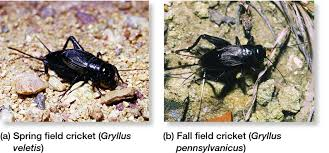 (a) Spring field cricket (Gryllus
veletis)
(b) Fall field cricket (Gryllus
pennsylvanicus)